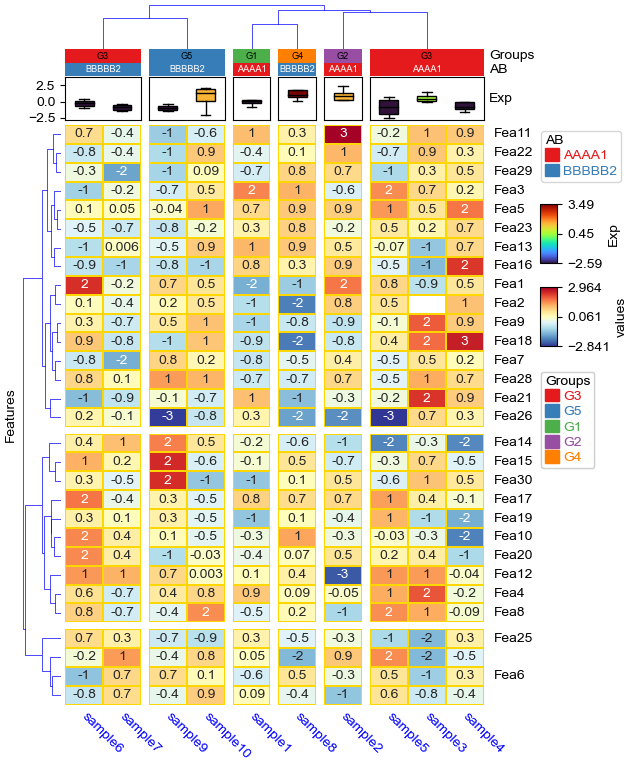 G3 G5 G1 G4 G2 G3 Groups
BBBBB2 BBBBB2 AAAA1 BBBBB2 AAAA1 AAAA1 AB
2.5
0.0
−2.5
Exp
0.7 -0.4 -1 -0.6 1 0.3 3 -0.2 1 0.9 Fea11
-0.8 -0.4 -1 0.9 -0.4 0.1 1 -0.7 0.9 0.3 Fea22
-0.3 -2 -1 0.09 -0.7 0.8 0.7 -1 0.3 0.5 Fea29
-1 -0.2 -0.7 0.5 2 1 -0.6 2 0.7 0.2 Fea3
0.1 0.05 -0.04 1 0.7 0.9 0.9 1 0.5 2 Fea5
-0.5 -0.7 -0.8 -0.2 0.3 0.8 -0.2 0.5 0.2 0.7 Fea23
-1 0.006 -0.5 0.9 1 0.9 0.5 -0.07 -1 0.7 Fea13
-0.9 -1 -0.8 -1 0.8 0.3 0.9 -0.5 -1 2 Fea16
2 -0.2 0.7 0.5 -2 -1 2 0.8 -0.9 0.5 Fea1
0.1 -0.4 0.2 0.5 -1 -2 0.8 0.5 1 Fea2
0.3 -0.7 0.5 1 -1 -0.8 -0.9 -0.1 2 0.9 Fea9
0.9 -0.8 -1 1 -0.9 -2 -0.8 0.4 2 3 Fea18
-0.8 -2 0.8 0.2 -0.8 -0.5 0.4 -0.5 0.5 0.2 Fea7
0.8 0.1 1 1 -0.7 -0.7 0.7 -0.5 1 0.7 Fea28
-1 -0.9 -0.1 -0.7 1 -1 -0.3 -0.2 2 0.9 Fea21
0.2 -0.1 -3 -0.8 0.3 -2 -2 -3 0.7 0.3 Fea26
0.4 1 2 0.5 -0.2 -0.6 -1 -2 -0.3 -2 Fea14
1 0.2 2 -0.6 -0.1 0.5 -0.7 -0.3 0.7 -0.5 Fea15
0.3 -0.5 2 -1 -1 0.1 0.5 -0.6 1 0.5 Fea30
2 -0.4 0.3 -0.5 0.8 0.7 0.7 1 0.4 -0.1 Fea17
0.3 0.1 0.3 -0.5 -1 0.1 -0.4 1 -1 -2 Fea19
2 0.4 0.1 -0.5 -0.3 1 -0.3 -0.03 -0.3 -2 Fea10
2 0.4 -1 -0.03 -0.4 0.07 0.5 0.2 0.4 -1 Fea20
1 1 0.7 0.003 0.1 0.4 -3 1 1 -0.04 Fea12
0.6 -0.7 0.4 0.8 0.9 0.09 -0.05 1 2 0.2 Fea4
0.8 -0.7 -0.4 2 -0.5 0.2 -1 2 1 -0.09 Fea8
0.7 0.3 -0.7 -0.9 0.3 -0.5 -0.3 -1 -2 0.3 Fea25
-0.2 1 -0.4 0.8 0.05 -2 0.9 2 -2 -0.5
-1 0.7 0.7 0.1 -0.6 0.5 -0.3 0.5 -1 0.3 Fea6
-0.8 0.7 -0.4 0.9 0.09 -0.4 -1 0.6 -0.8 -0.4
sample6 sample7 sample9 sample10 sample1 sample8 sample2 sample5 sample3 sample4
Features
AB
AAAA1
BBBBB2
3.49
0.45
−2.59
Exp
2.964
0.061
−2.841
values
Groups
G3
G5
G1
G2
G4